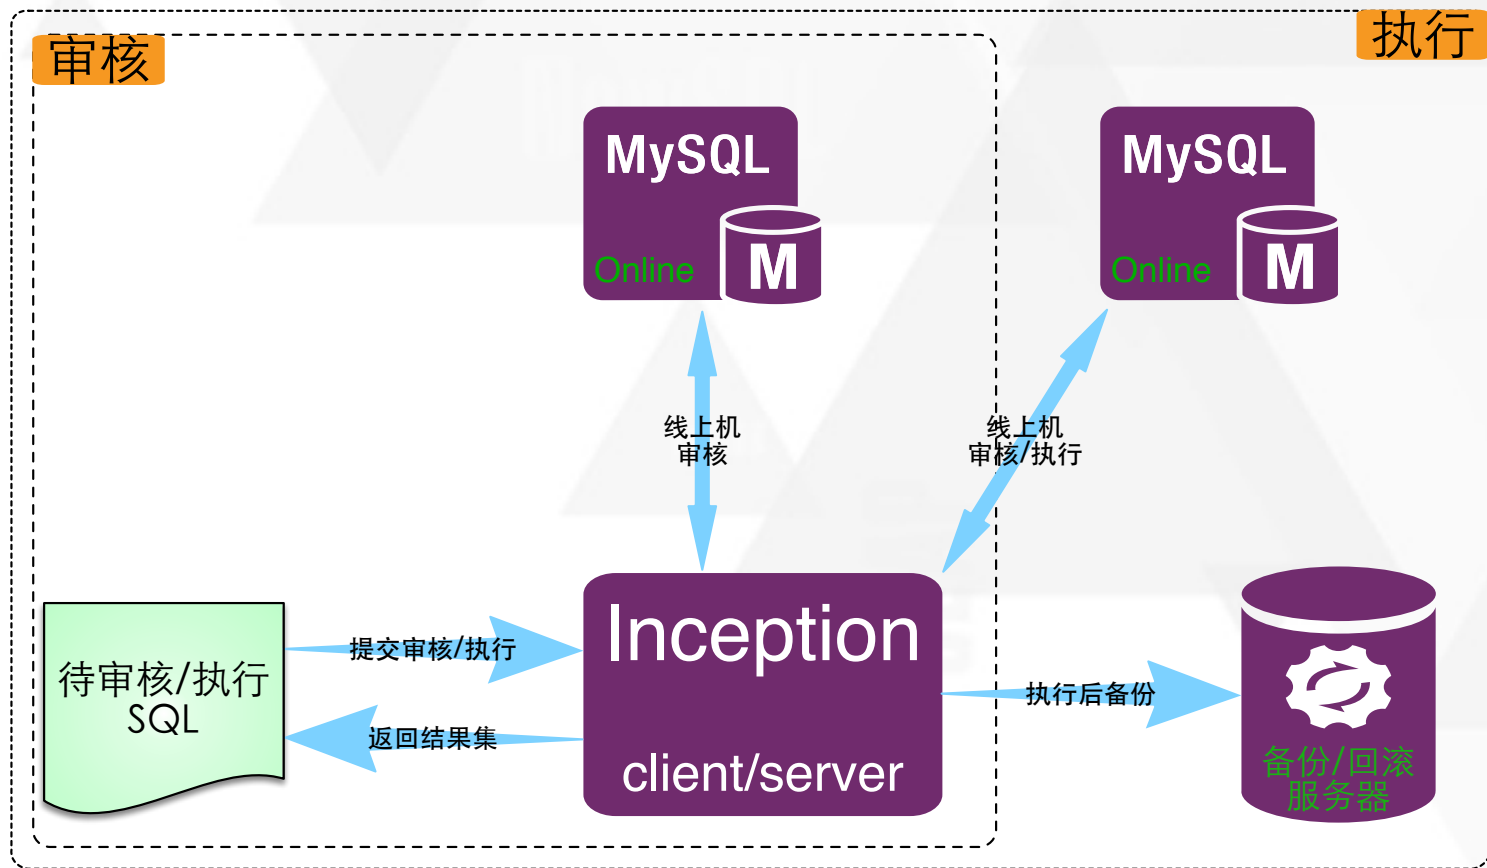 审核
执行
MySQL
Online
M
MySQL
Online
M
线上机
审核
线上机
审核/执行
待审核/执行
SQL
提交审核/执行
返回结果集
Inception
client/server
执行后备份
备份/回滚
服务器